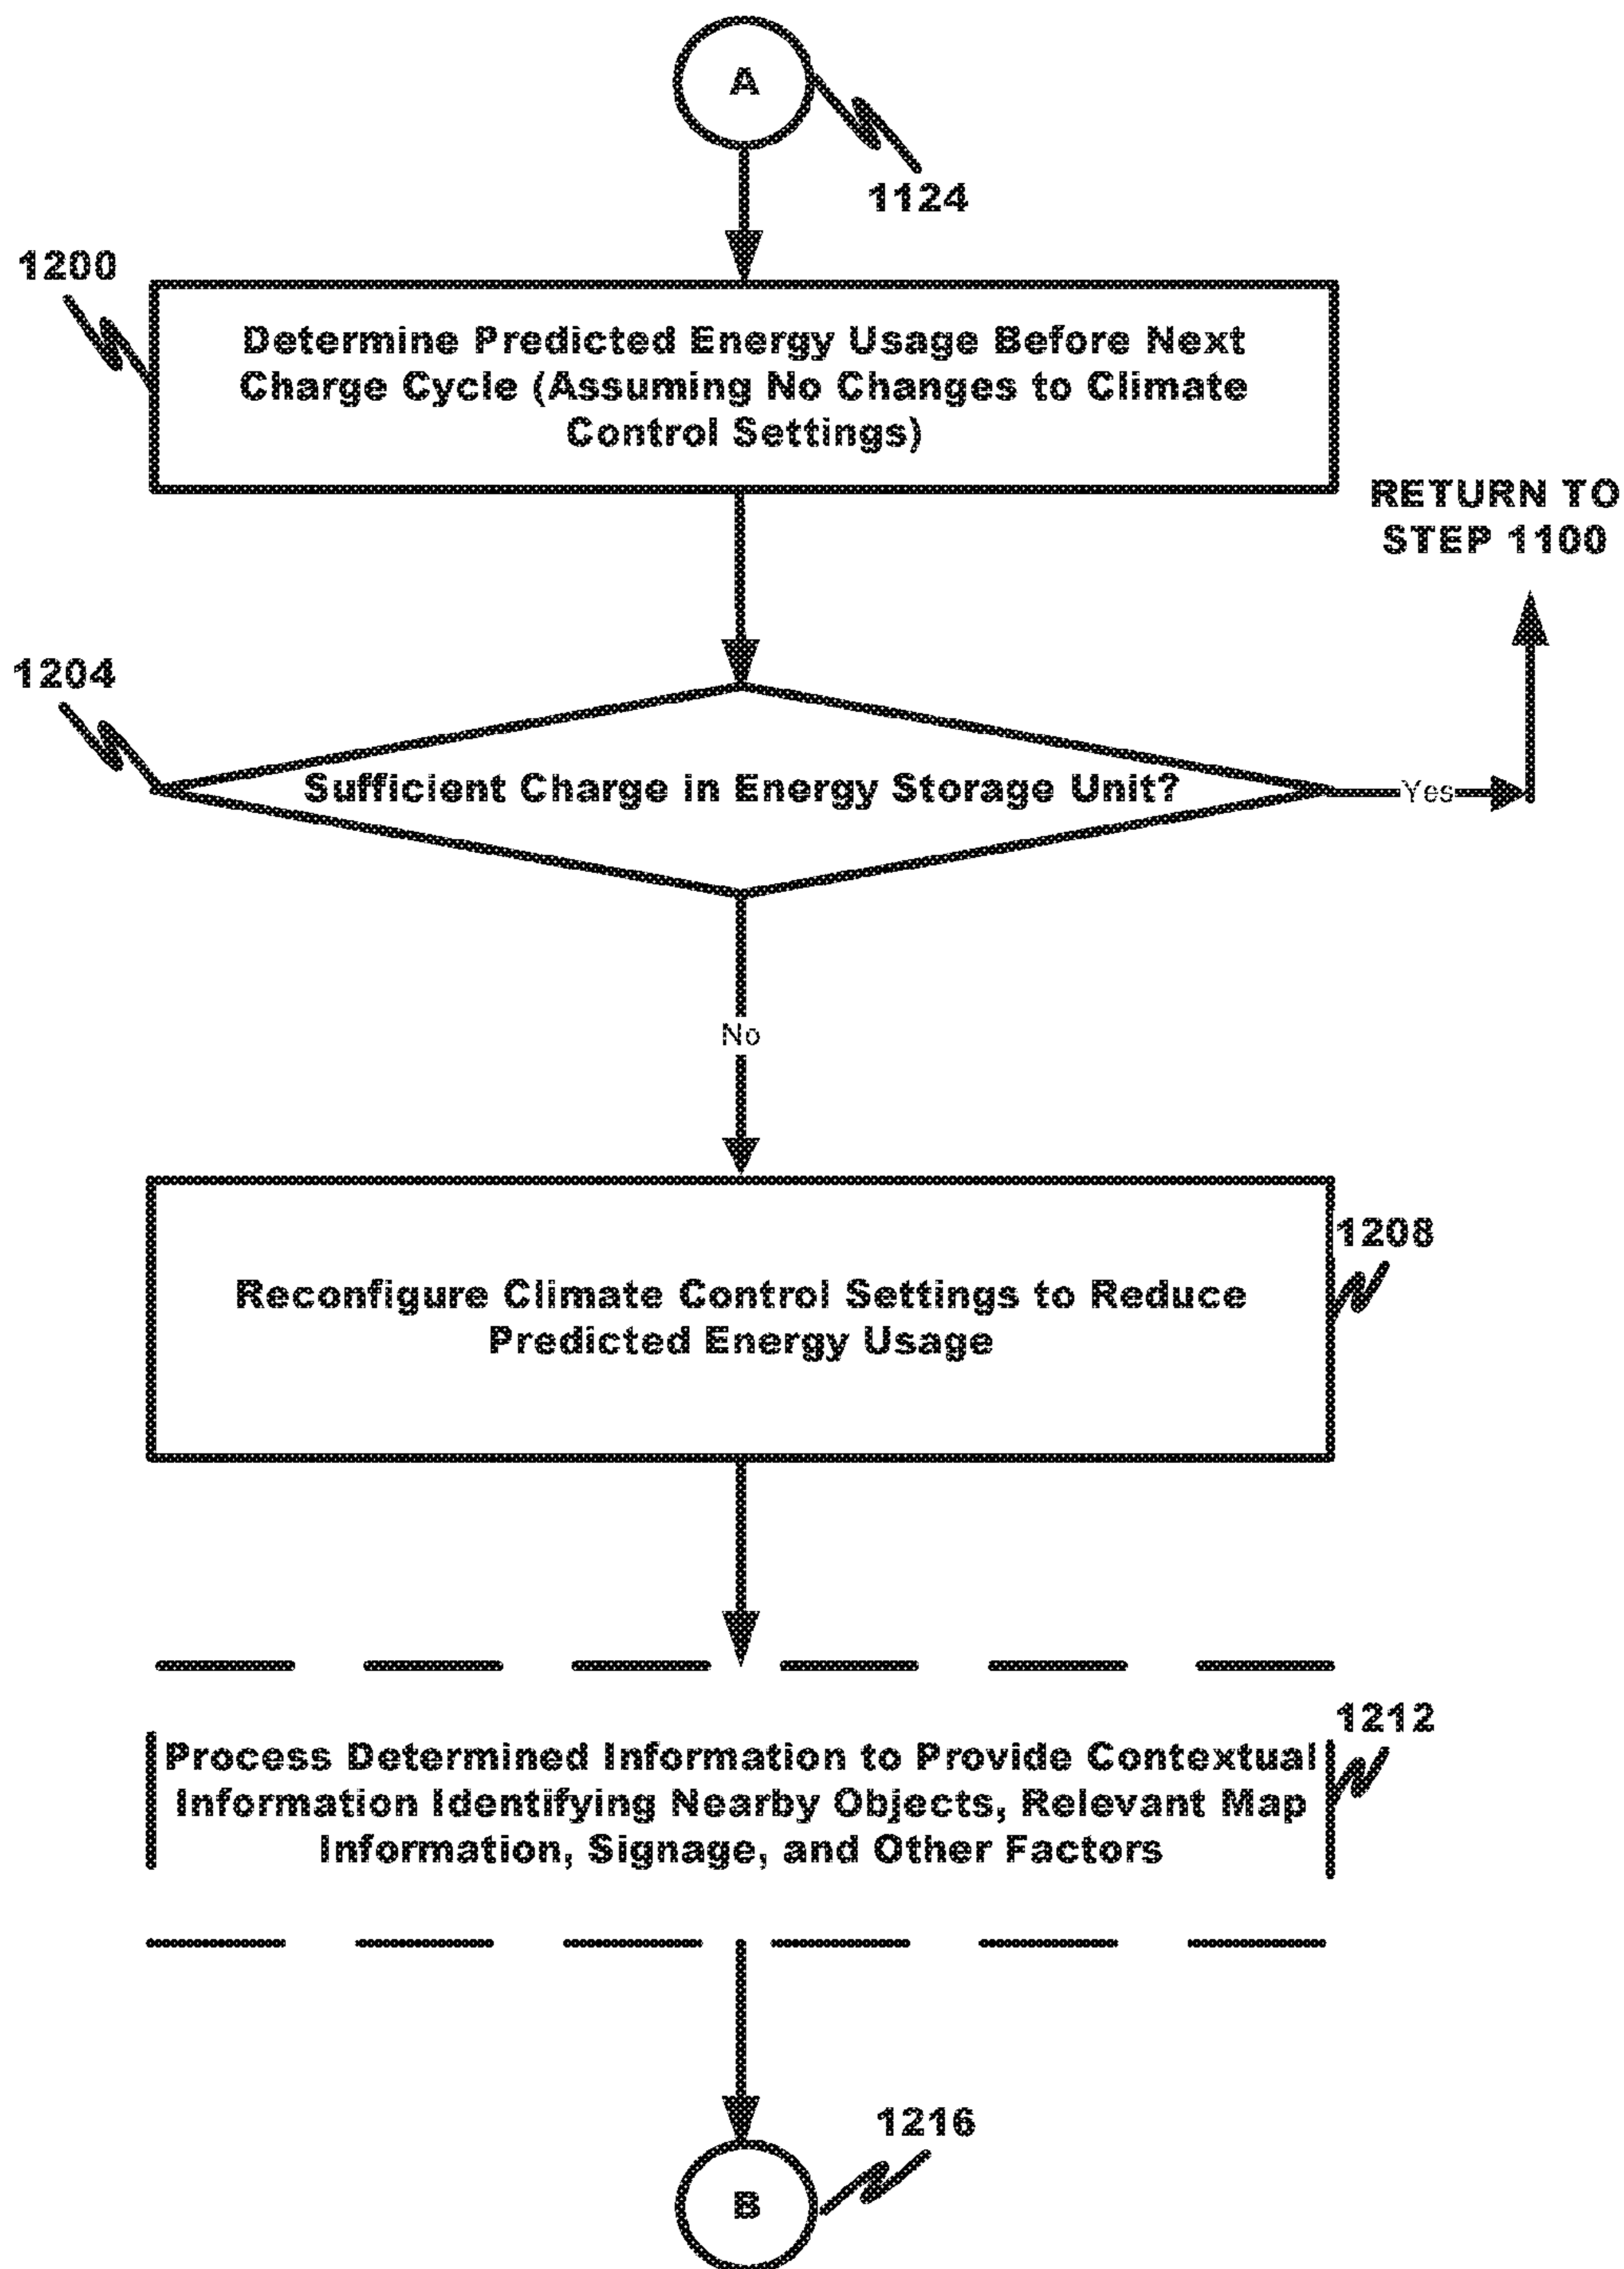 A
1124
1200
Determine Predicted Energy Usage Before Next
Charge Cycle (Assuming No Changes to Climate
Control Settings)
RETURN TO
STEP 1100
1204
Sufficient Charge in Energy Storage Unit?
Yes
No
1208
Reconfigure Climate Control Settings to Reduce
Predicted Energy Usage
1212
Process Determined Information to Provide Contextual
Information Identifying Nearby Objects, Relevant Map
Information, Signage, and Other Factors
1216
B